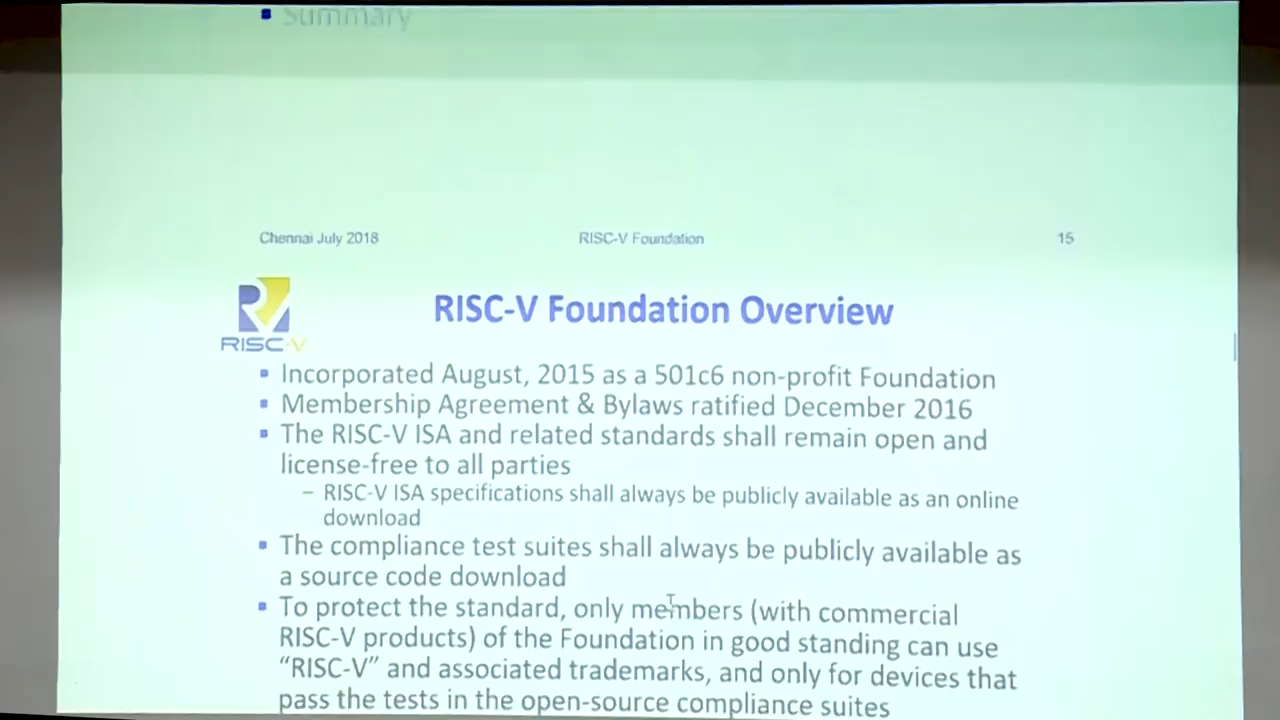 ▪ Summary
Chennai July 2018 RISC-V Foundation 15
RISC-V
RISC-V Foundation Overview
▪ Incorporated August, 2015 as a 501c6 non-profit Foundation
▪ Membership Agreement & Bylaws ratified December 2016
▪ The RISC-V ISA and related standards shall remain open and
license-free to all parties
– RISC-V ISA specifications shall always be publicly available as an online
download
▪ The compliance test suites shall always be publicly available as
a source code download
▪ To protect the standard, only members (with commercial
RISC-V products) of the Foundation in good standing can use
“RISC-V” and associated trademarks, and only for devices that
pass the tests in the open-source compliance suites